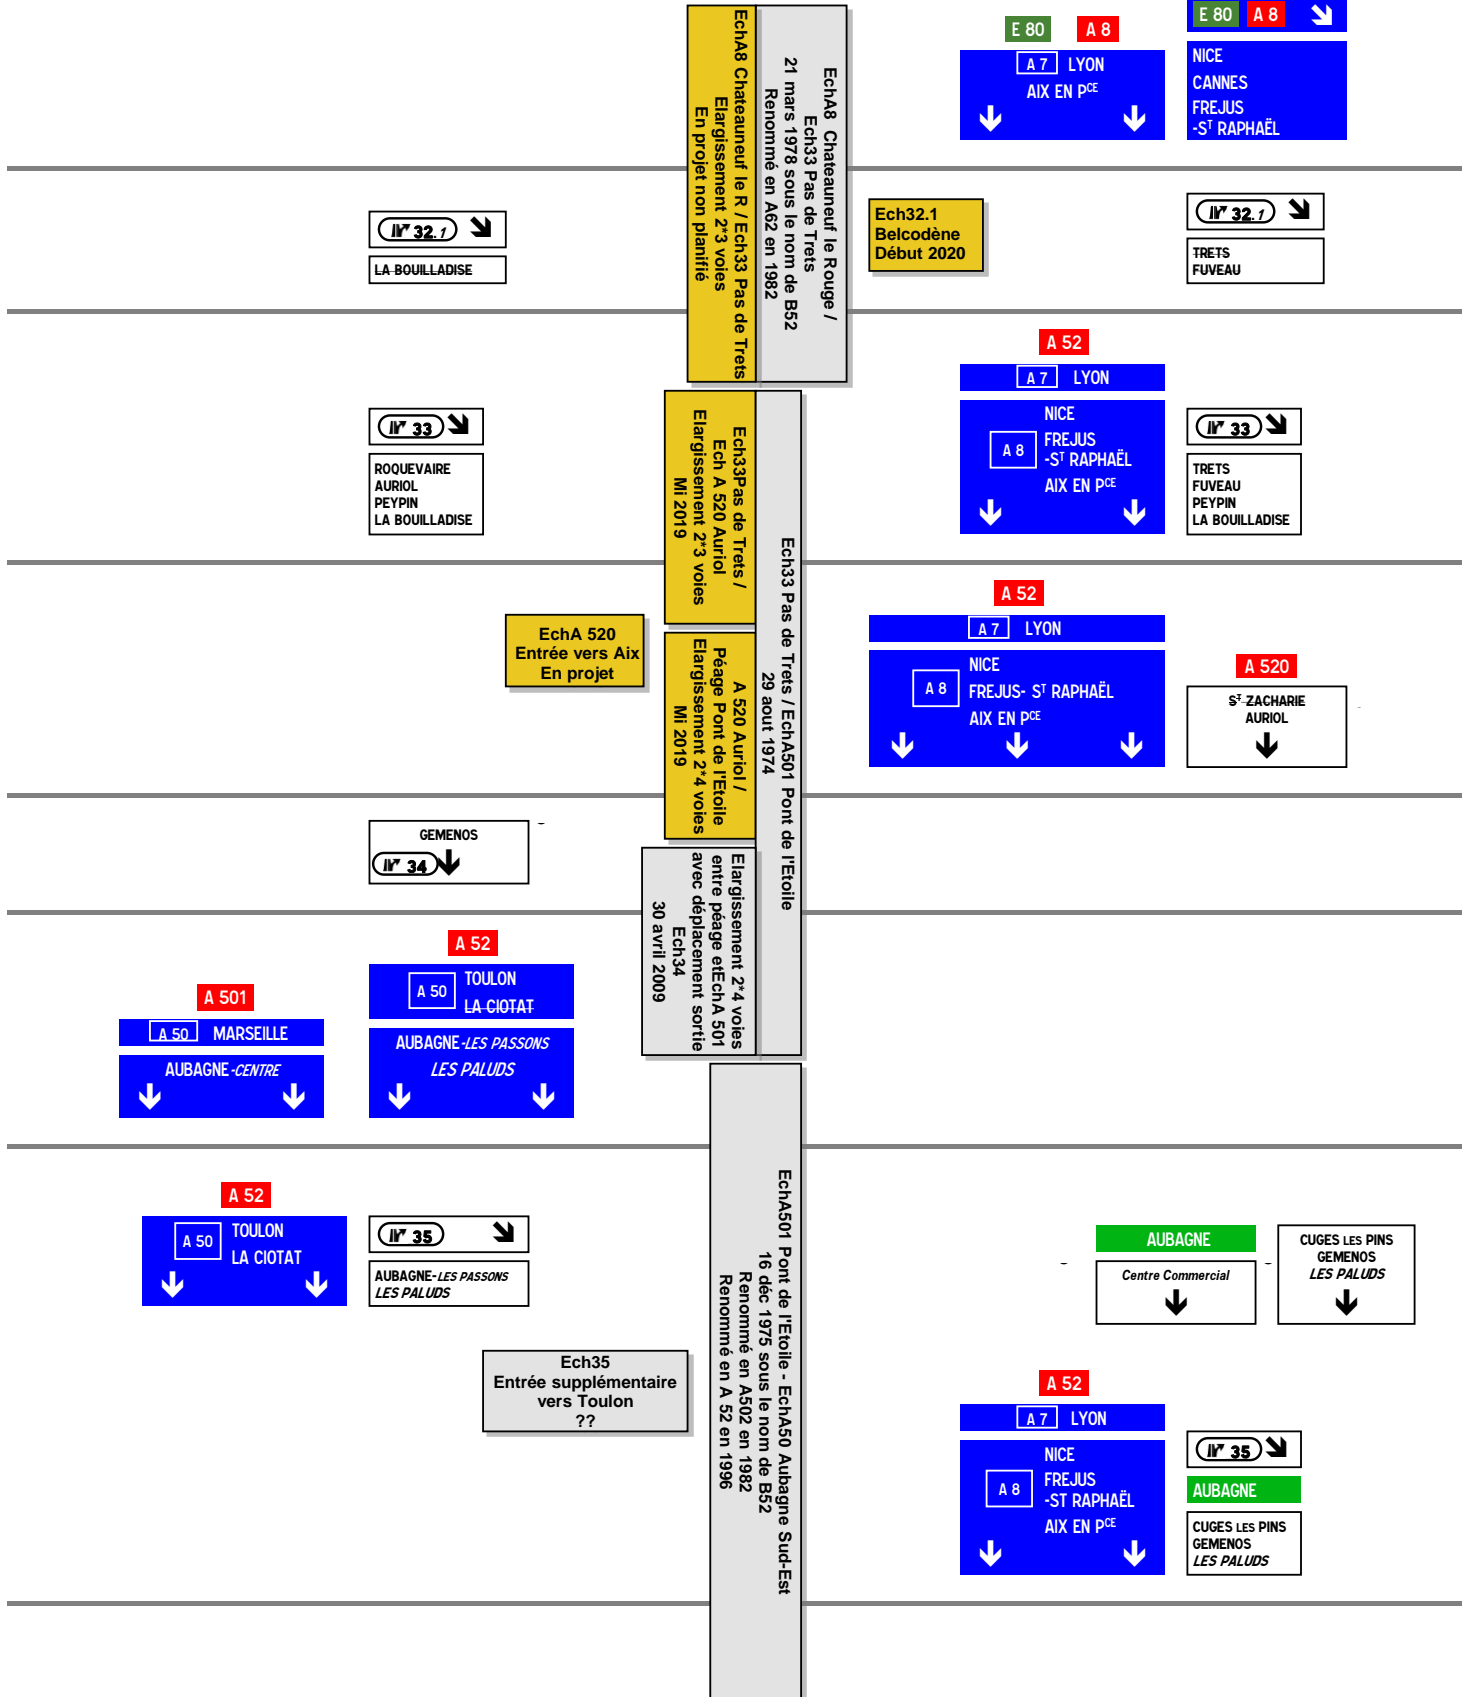 E 80
A 8
A 7 LYON
AIX EN PCE
E 80 A 8
NICE
CANNES
FREJUS
-ST RAPHAËL
EchA8 Chateauneuf le Rouge /
Ech33 Pas de Trets
21 mars 1978 sous le nom de B52
Renommé en A62 en 1982
EchA8 Chateauneuf le R / Ech33 Pas de Trets
Elargissement 2*3 voies
En projet non planifié
32.1
LA BOUILLADISE
Ech32.1
Belcodène
Début 2020
32.1
TRETS
FUVEAU
33
ROQUEVAIRE
AURIOL
PEYPIN
LA BOUILLADISE
A 52
A 7 LYON
NICE
A 8 FREJUS
-ST RAPHAËL
AIX EN PCE
33
TRETS
FUVEAU
PEYPIN
LA BOUILLADISE
Ech33 Pas de Trets / EchA501 Pont de l'Etoile
29 aout 1974
Ech33Pas de Trets /
Ech A 520 Auriol
Elargissement 2*3 voies
Mi 2019
EchA 520
Entrée vers Aix
En projet
A 520 Auriol /
Péage Pont de l'Etoile
Elargissement 2*4 voies
Mi 2019
A 52
A 7 LYON
NICE
A 8 FREJUS- ST RAPHAËL
AIX EN PCE
A 520
ST ZACHARIE
AURIOL
GEMENOS
34
Elargissement 2*4 voies
entre péage etEchA 501
avec déplacement sortie
Ech34
30 avril 2009
A 501
A 50 MARSEILLE
AUBAGNE-CENTRE
A 52
A 50 TOULON
LA CIOTAT
AUBAGNE-LES PASSONS
LES PALUDS
A 52
A 50 TOULON
LA CIOTAT
35
AUBAGNE-LES PASSONS
LES PALUDS
EchA501 Pont de l'Etoile - EchA50 Aubagne Sud-Est
16 déc 1975 sous le nom de B52
Renommé en A502 en 1982
Renommé en A 52 en 1996
AUBAGNE
Centre Commercial
CUGES LES PINS
GEMENOS
LES PALUDS
Ech35
Entrée supplémentaire
vers Toulon
??
A 52
A 7 LYON
NICE
A 8 FREJUS
-ST RAPHAËL
AIX EN PCE
35
AUBAGNE
CUGES LES PINS
GEMENOS
LES PALUDS